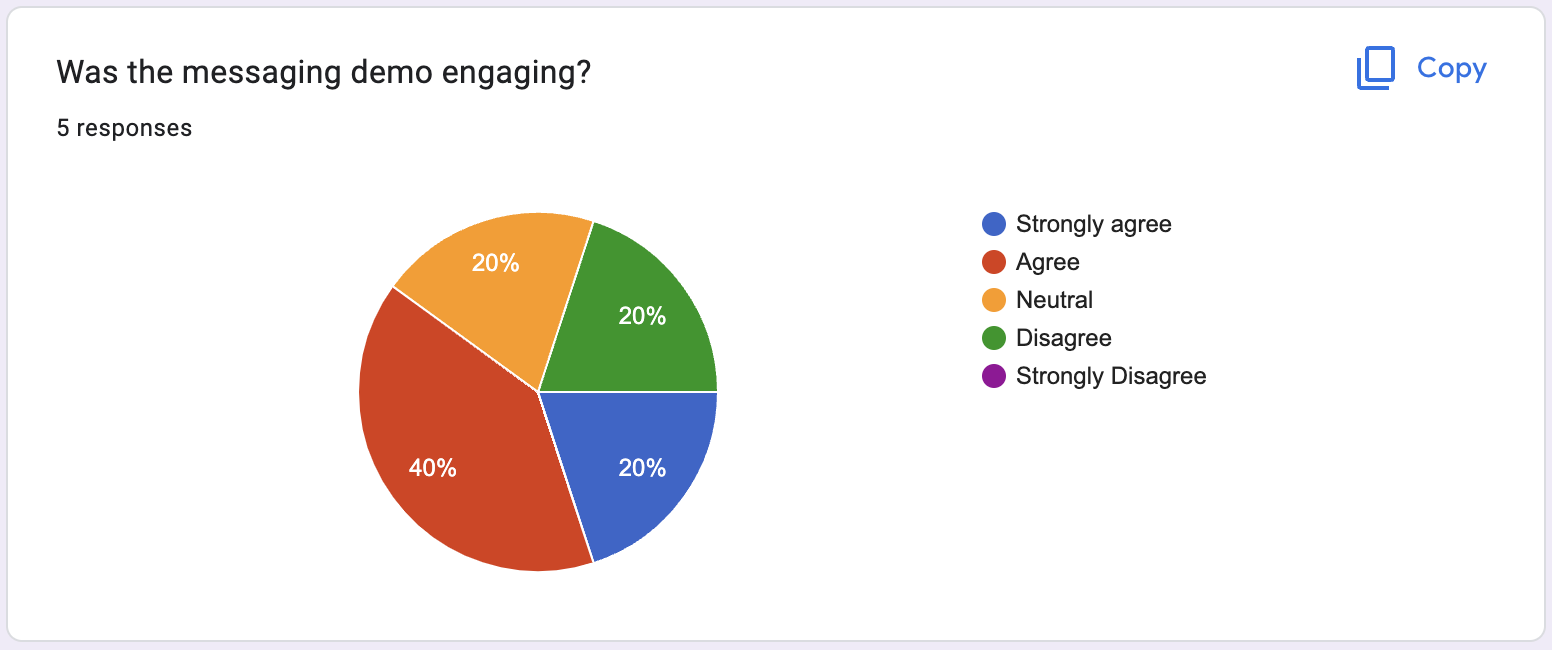 Was the messaging demo engaging?
Copy
5 responses
20%
20%
40%
20%
Strongly agree
Agree
Neutral
Disagree
Strongly Disagree